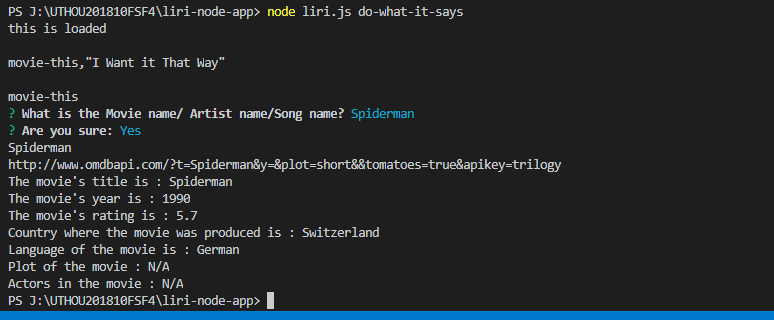 PS J:\UTHOU201810FSF4\liri-node-app> node liri.js do-what-it-says
this is loaded
movie-this,"I Want it That Way"
movie-this
? What is the Movie name/ Artist name/Song name? Spiderman
? Are you sure: Yes
Spiderman
http://www.omdbapi.com/?t=Spiderman&y=&plot=short&&tomatoes=true&apikey=trilogy
The movie's title is : Spiderman
The movie's year is : 1990
The movie's rating is : 5.7
Country where the movie was produced is : Switzerland
Language of the movie is : German
Plot of the movie : N/A
Actors in the movie : N/A
PS J:\UTHOU201810FSF4\liri-node-app>